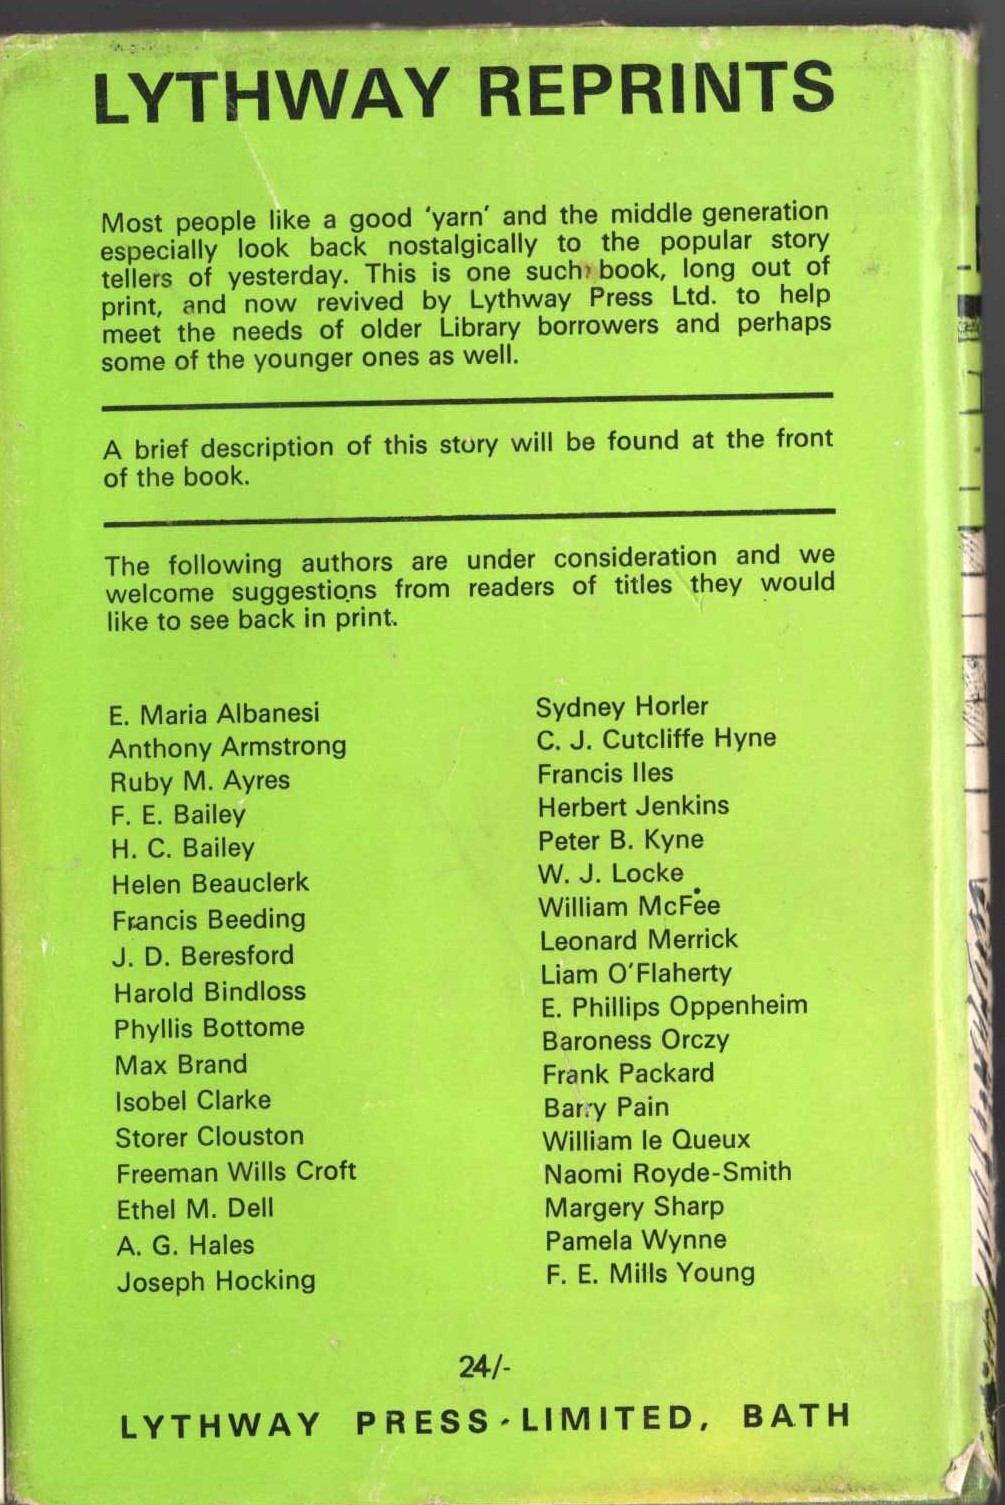 LYTHWAY REPRINTS
Most people like a good 'yarn' and the middle generation
especially look back nostalgically to the popular story
tellers of yesterday. This is one such book, long out of
print, and now revived by Lythway Press Ltd. to help
meet the needs of older Library borrowers and perhaps
some of the younger ones as well.
A brief description of this story will be found at the front
of the book.
The following authors are under consideration and we
welcome suggestions from readers of titles they would
like to see back in print.
E. Maria Albanesi
Anthony Armstrong
Ruby M. Ayres
F. E. Bailey
H. C. Bailey
Helen Beauclerk
Francis Beeding
J. D. Beresford
Harold Bindloss
Phyllis Bottome
Max Brand
Isobel Clarke
Storer Clouston
Freeman Wills Croft
Ethel M. Dell
A. G. Hales
Joseph Hocking
Sydney Horler
C. J. Cutcliffe Hyne
Francis Iles
Herbert Jenkins
Peter B. Kyne
W. J. Locke
William McFee
Leonard Merrick
Liam O'Flaherty
E. Phillips Oppenheim
Baroness Orczy
Frank Packard
Barry Pain
William le Queux
Naomi Royde-Smith
Margery Sharp
Pamela Wynne
F. E. Mills Young
24/-
LYTHWAY PRESS LIMITED, BATH